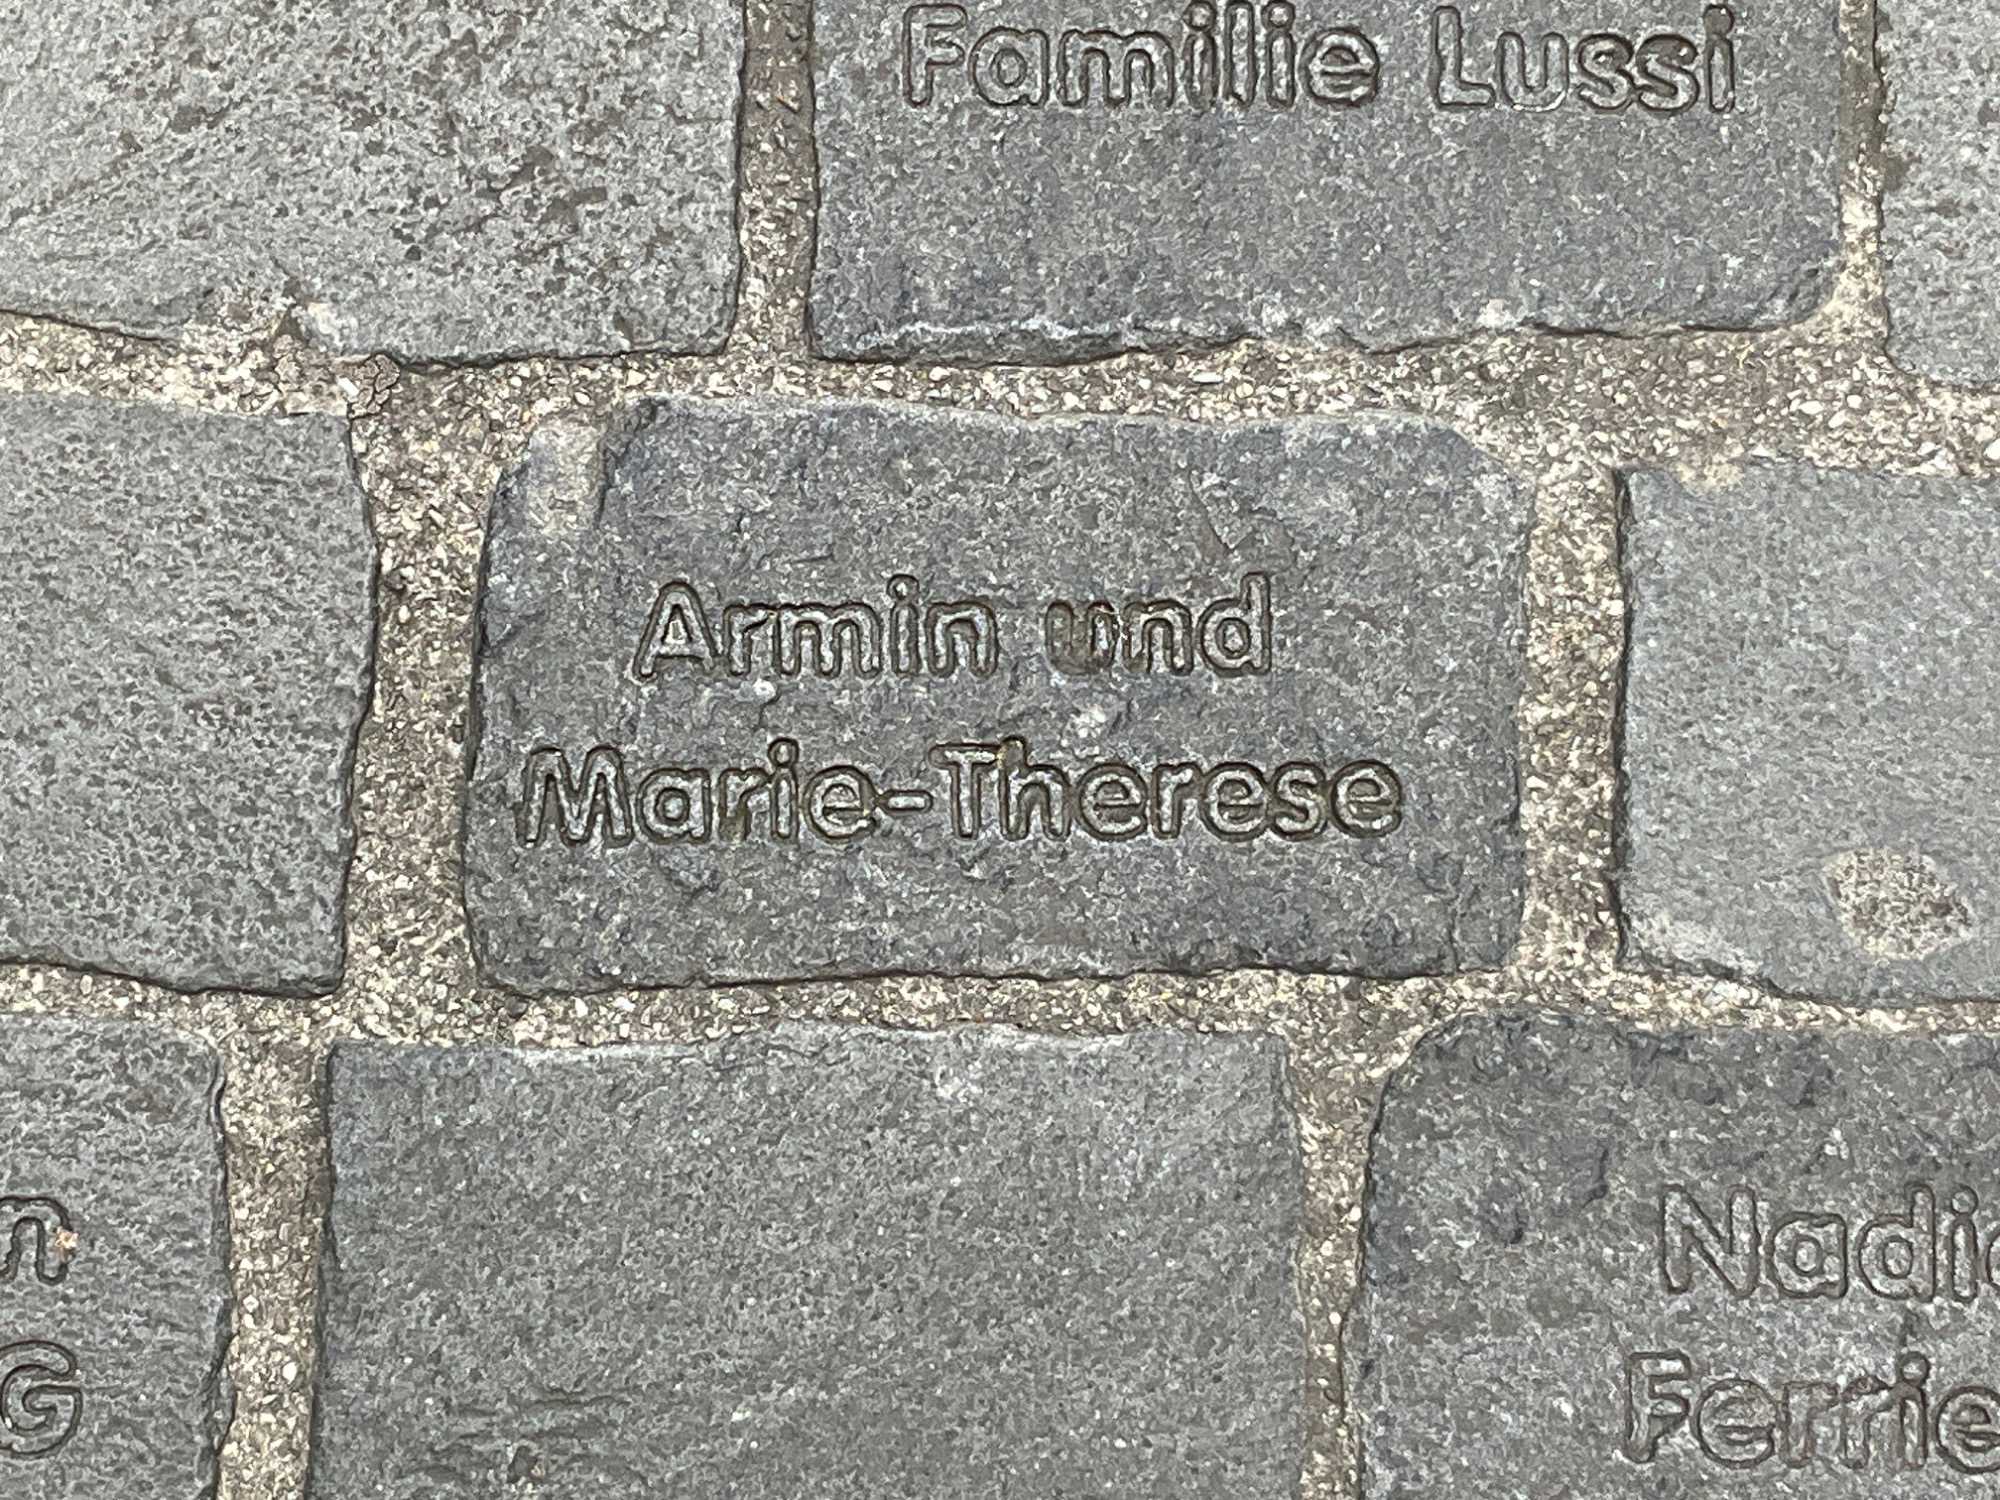 Familie Lussi
Armin und
Marie-Therese